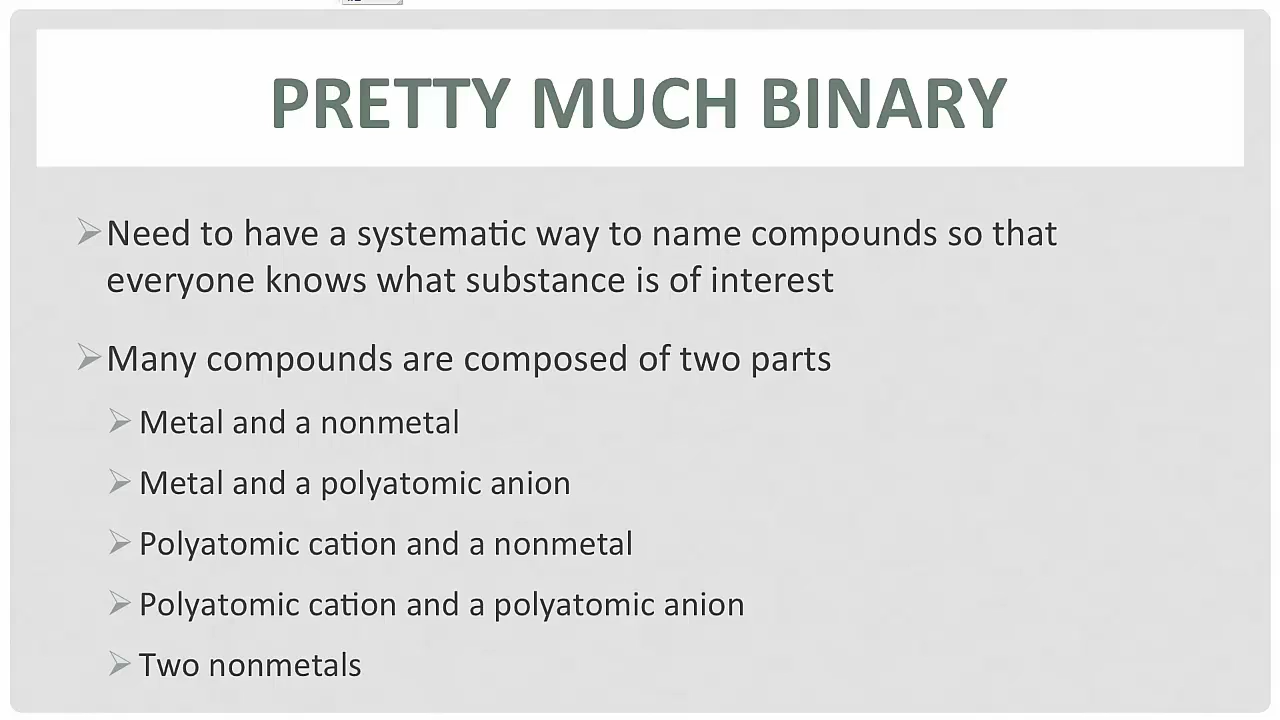 PRETTY MUCH BINARY
Need to have a systematic way to name compounds so that
everyone knows what substance is of interest
Many compounds are composed of two parts
Metal and a nonmetal
Metal and a polyatomic anion
Polyatomic cation and a nonmetal
Polyatomic cation and a polyatomic anion
Two nonmetals